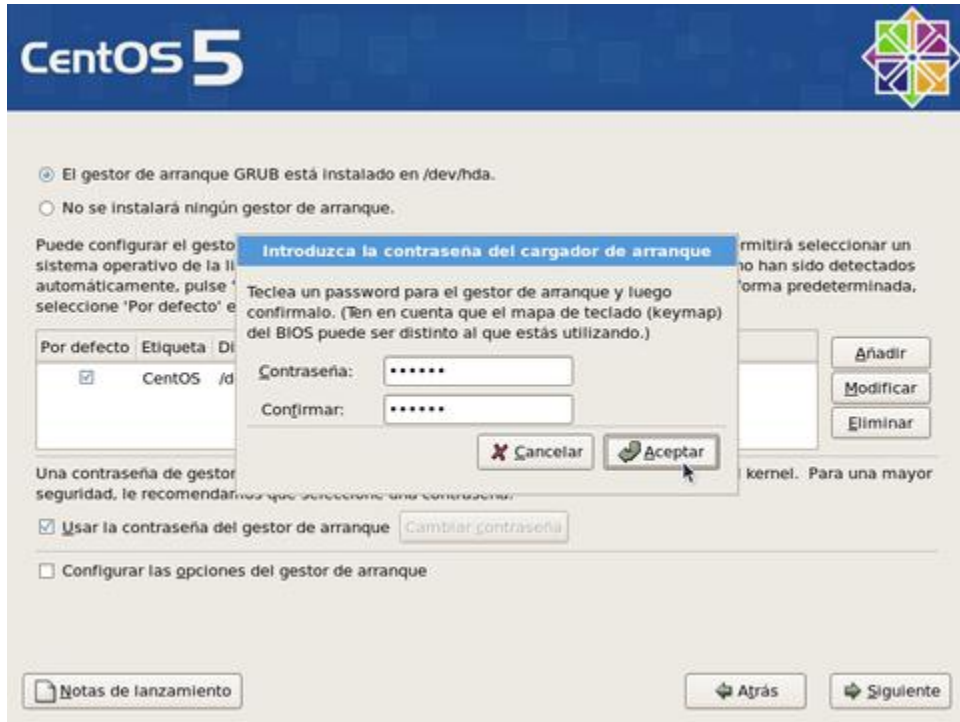 CentOS 5
El gestor de arranque GRUB está instalado en /dev/hda.
No se instalará ningún gestor de arranque.
Puede configurar el gesto
rmitirá seleccionar un
sistema operativo de la li
no han sido detectados
automáticamente, pulse '
forma predeterminada,
seleccione 'Por defecto' e
Introduzca la contraseña del cargador de arranque
Teclea un password para el gestor de arranque y luego
confirmalo. (Ten en cuenta que el mapa de teclado (keymap)
del BIOS puede ser distinto al que estás utilizando.)
Contraseña: ••••••
Confirmar: ••••••
Cancelar
Aceptar
Por defecto Etiqueta Di
CentOS /d
Añadir
Modificar
Eliminar
Una contraseña de gestor
l kernel. Para una mayor
seguridad, le recomendamos que seleccione una contraseña.
Usar la contraseña del gestor de arranque
Cambiar contraseña
Configurar las opciones del gestor de arranque
Notas de lanzamiento
Atrás
Siguiente